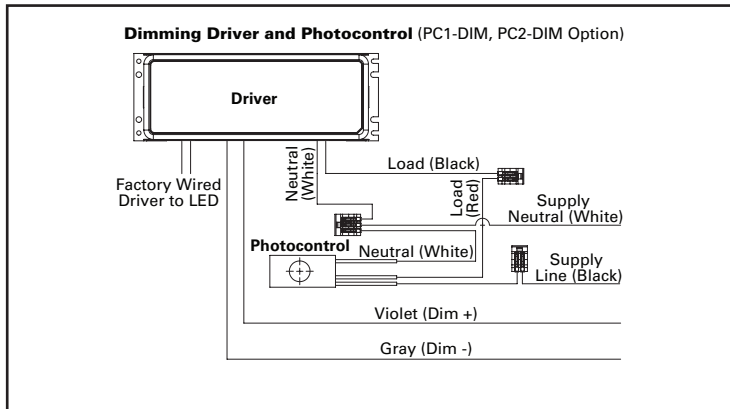 Dimming Driver and Photocontrol (PC1-DIM, PC2-DIM Option)
Driver
Factory Wired
Driver to LED
Neutral
(White)
Load (Black)
Load
(Red)
Supply
Neutral (White)
Photocontrol
Neutral (White)
Supply
Line (Black)
Violet (Dim +)
Gray (Dim -)